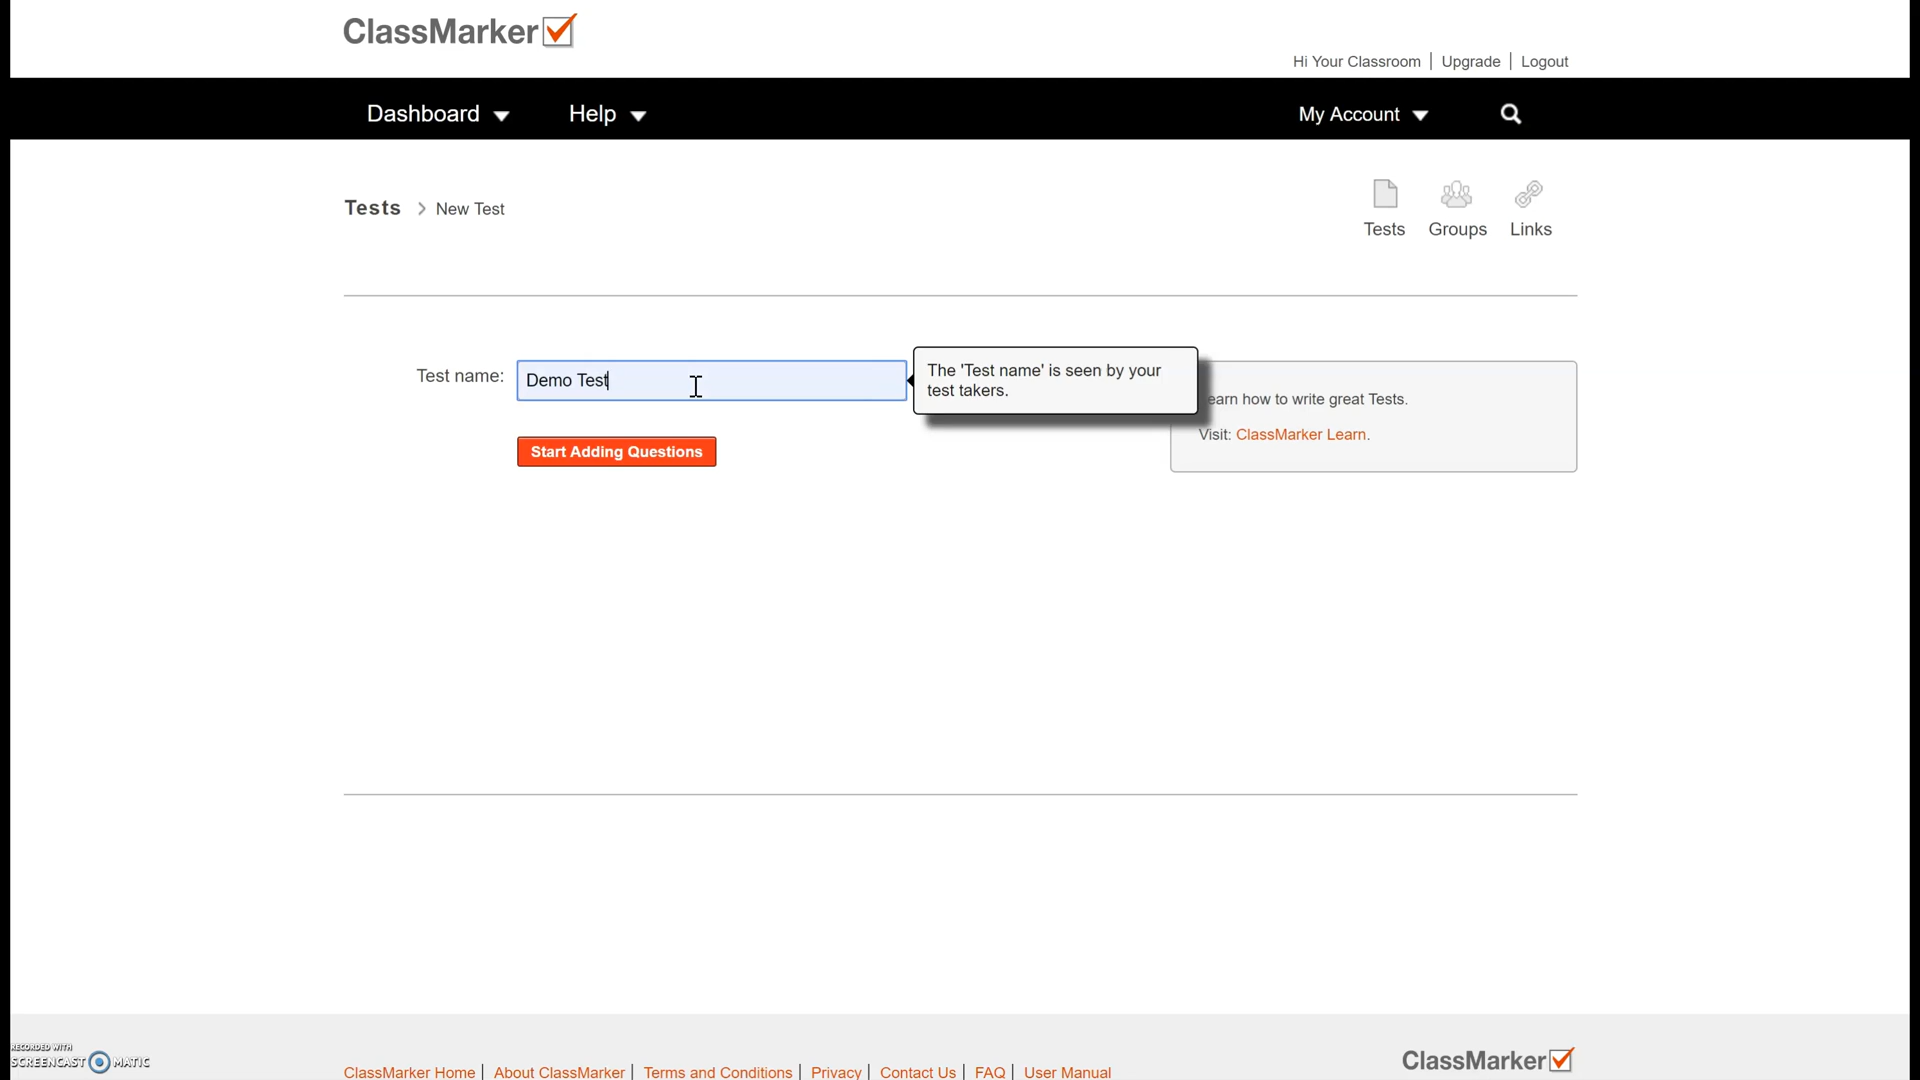 ClassMarker
Hi Your Classroom | Upgrade | Logout
Dashboard Help My Account
Tests > New Test
Tests Groups Links
Test name: Demo Test
The 'Test name' is seen by your
test takers.
earn how to write great Tests.
Visit: ClassMarker Learn.
Start Adding Questions
RECORDED WITH
SCREENCAST MATIC
ClassMarker Home | About ClassMarker | Terms and Conditions | Privacy | Contact Us | FAQ | User Manual
ClassMarker